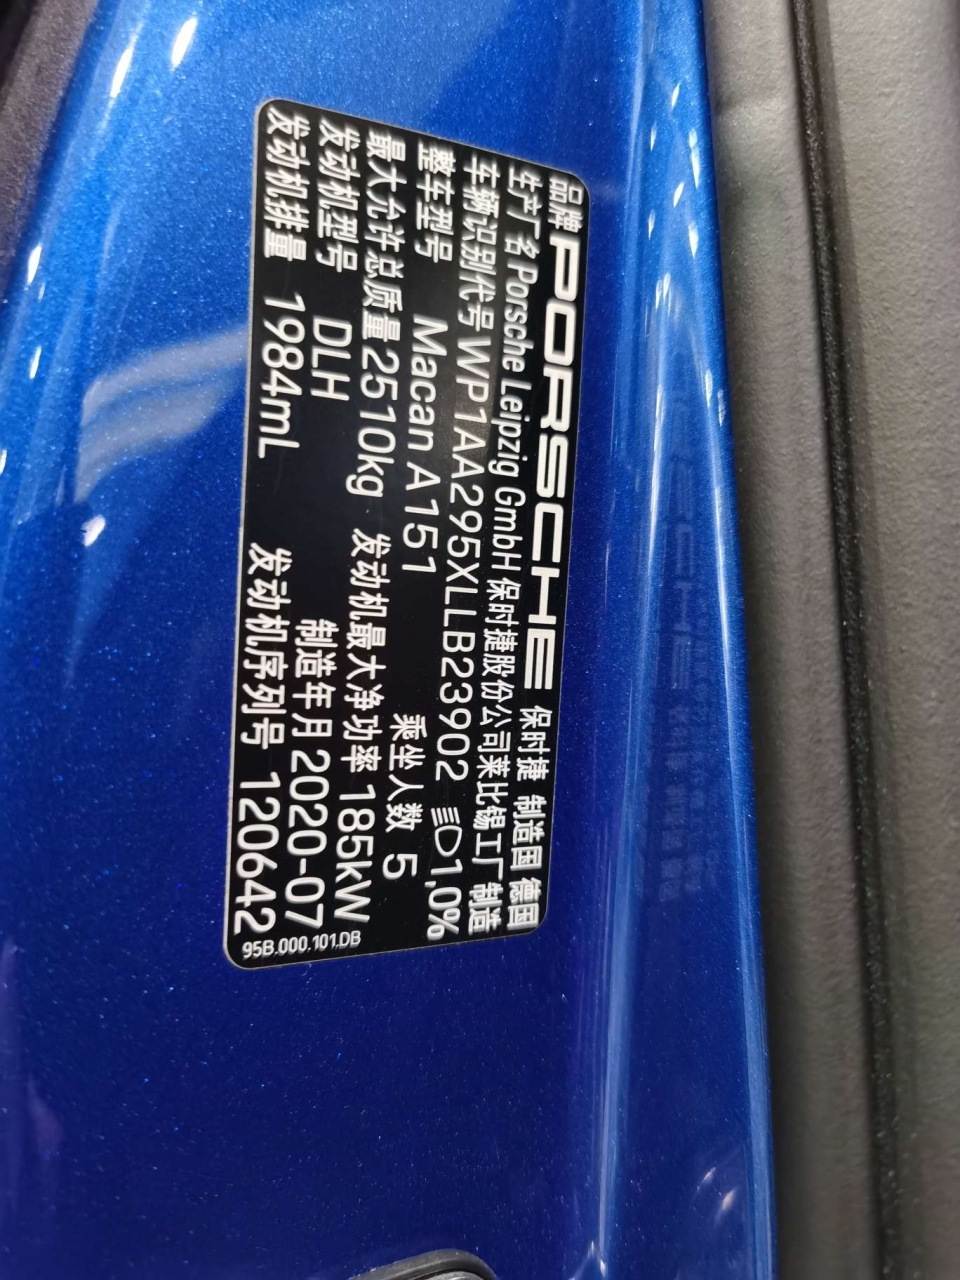 品牌 PORSCHE 保时捷 制造国 德国
生产厂名 Porsche Leipzig GmbH 保时捷股份公司莱比锡工厂 制造
车辆识别代号 WP1AA295XLLB23902 1,0%
整车型号 Macan A151 乘坐人数 5
最大允许总质量 2510kg 发动机最大净功率 185kW
发动机型号 DLH 制造年月 2020-07
发动机排量 1984mL 发动机序列号 120642
95B.000.101.DB